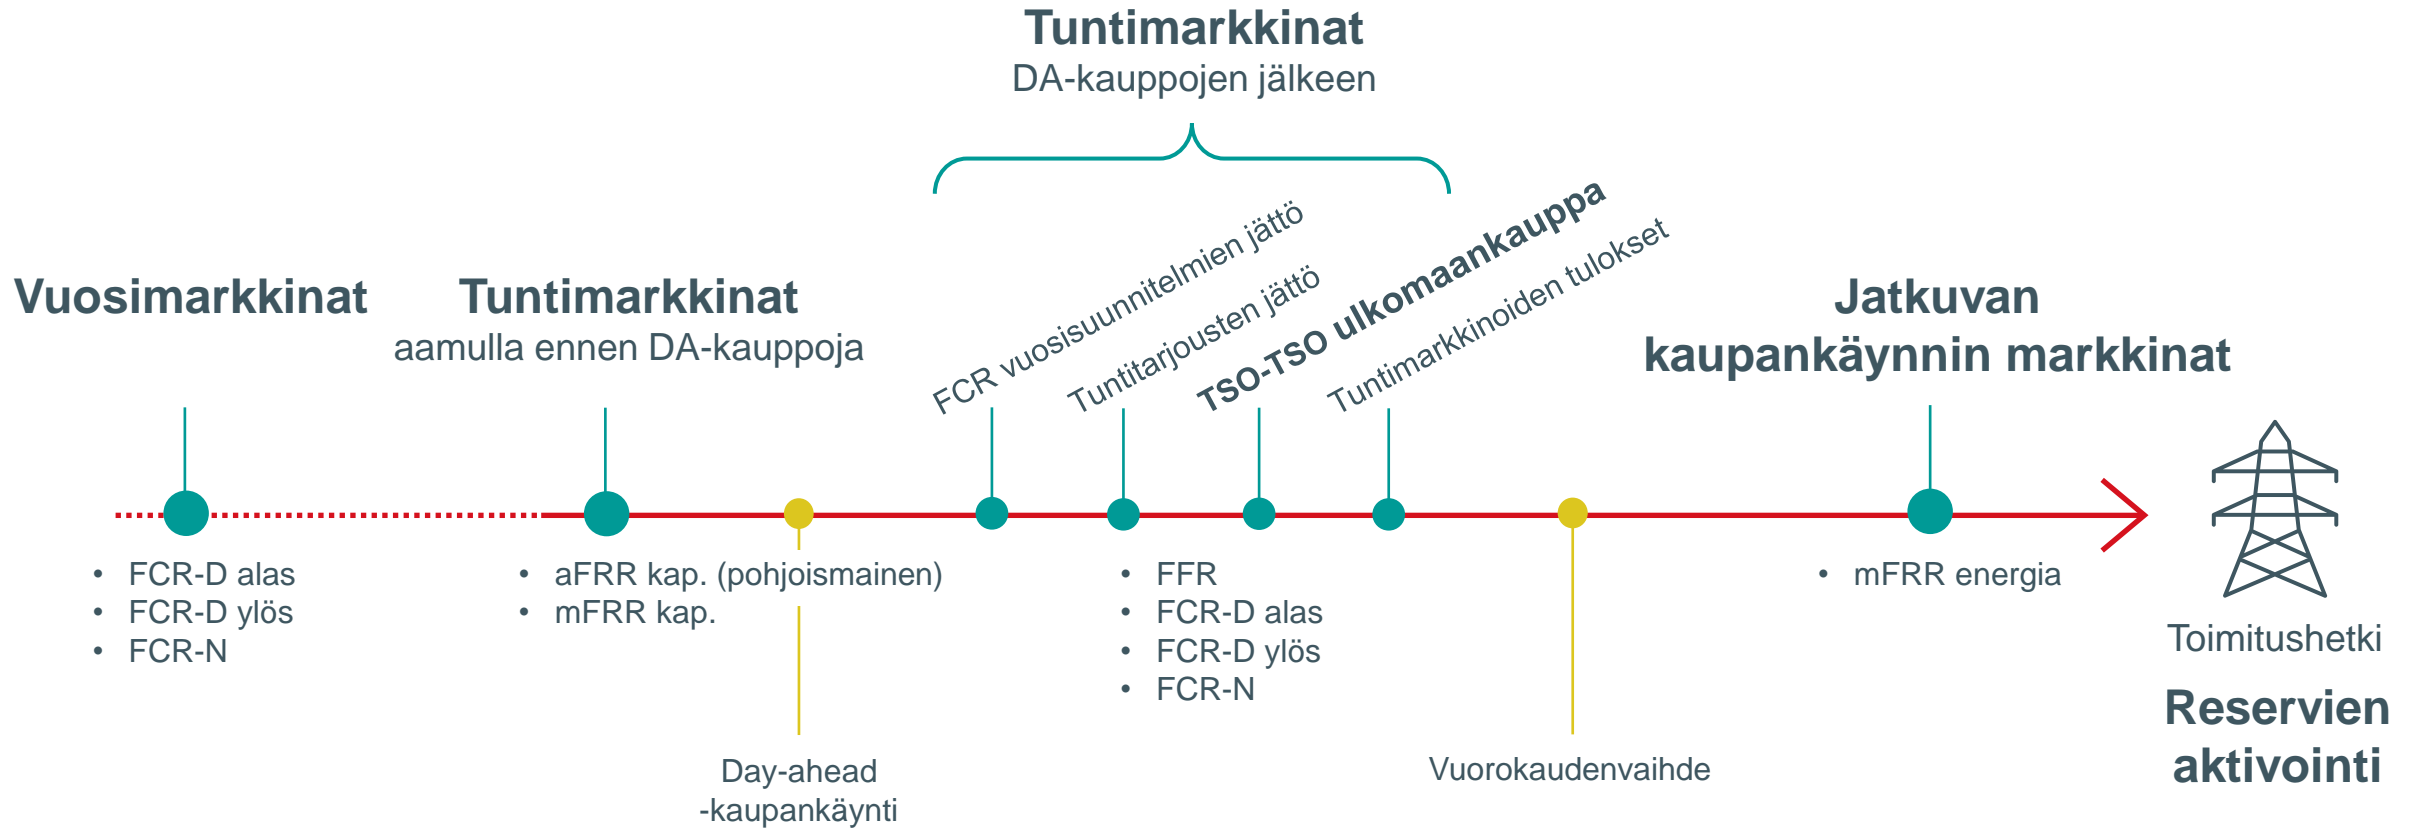 Tuntimarkkinat
DA-kauppojen jälkeen
Vuosimarkkinat
Tuntimarkkinat
aamulla ennen DA-kauppoja
FCR vuosisuunnitelmien jättö
Tuntitarjousten jättö
TSO-TSO ulkomaankauppa
Tuntimarkkinoiden tulokset
Jatkuvan
kaupankäynnin markkinat
• FCR-D alas
• FCR-D ylös
• FCR-N
• aFRR kap. (pohjoismainen)
• mFRR kap.
• FFR
• FCR-D alas
• FCR-D ylös
• FCR-N
• mFRR energia
Day-ahead
-kaupankäynti
Vuorokaudenvaihde
Toimitushetki
Reservien
aktivointi